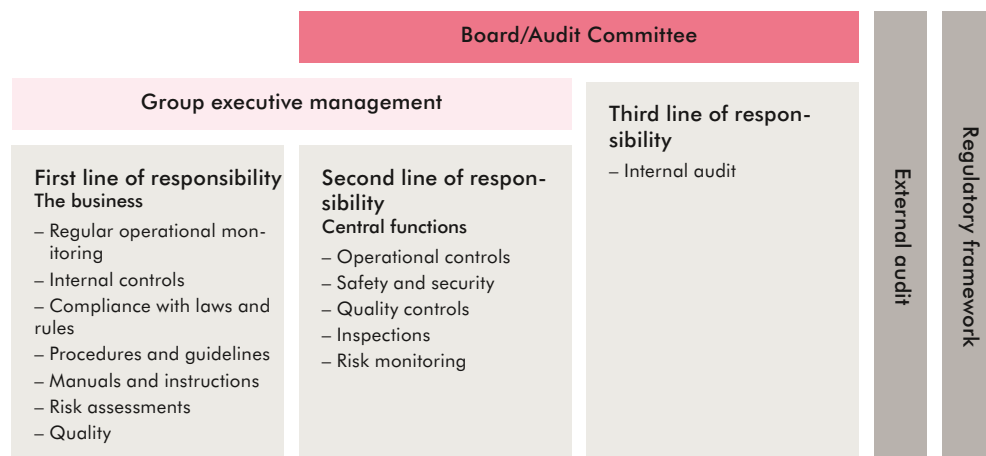 Board/Audit Committee
Group executive management
First line of responsibility
The business
– Regular operational mon-
itoring
– Internal controls
– Compliance with laws and
rules
– Procedures and guidelines
– Manuals and instructions
– Risk assessments
– Quality
Second line of respon-
sibility
Central functions
– Operational controls
– Safety and security
– Quality controls
– Inspections
– Risk monitoring
Third line of respon-
sibility
– Internal audit
External audit
Regulatory framework